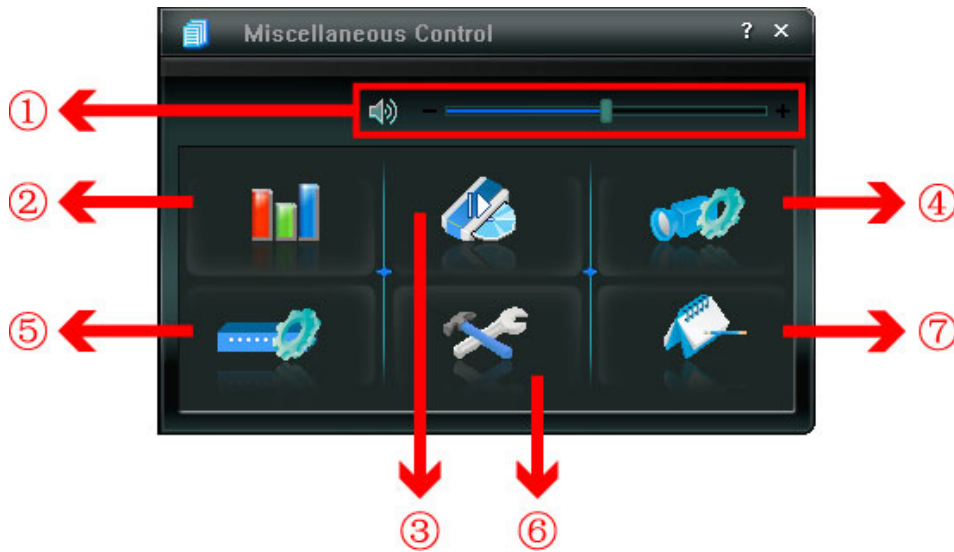 Miscellaneous Control ? ×
① − +
② ④
⑤ ⑦
③ ⑥